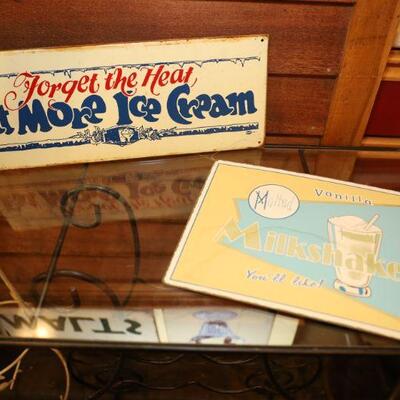 Forget the Heat,
t More Ice Cream
Vanilla
Malted
Milkshake
You'll like!
MALTS